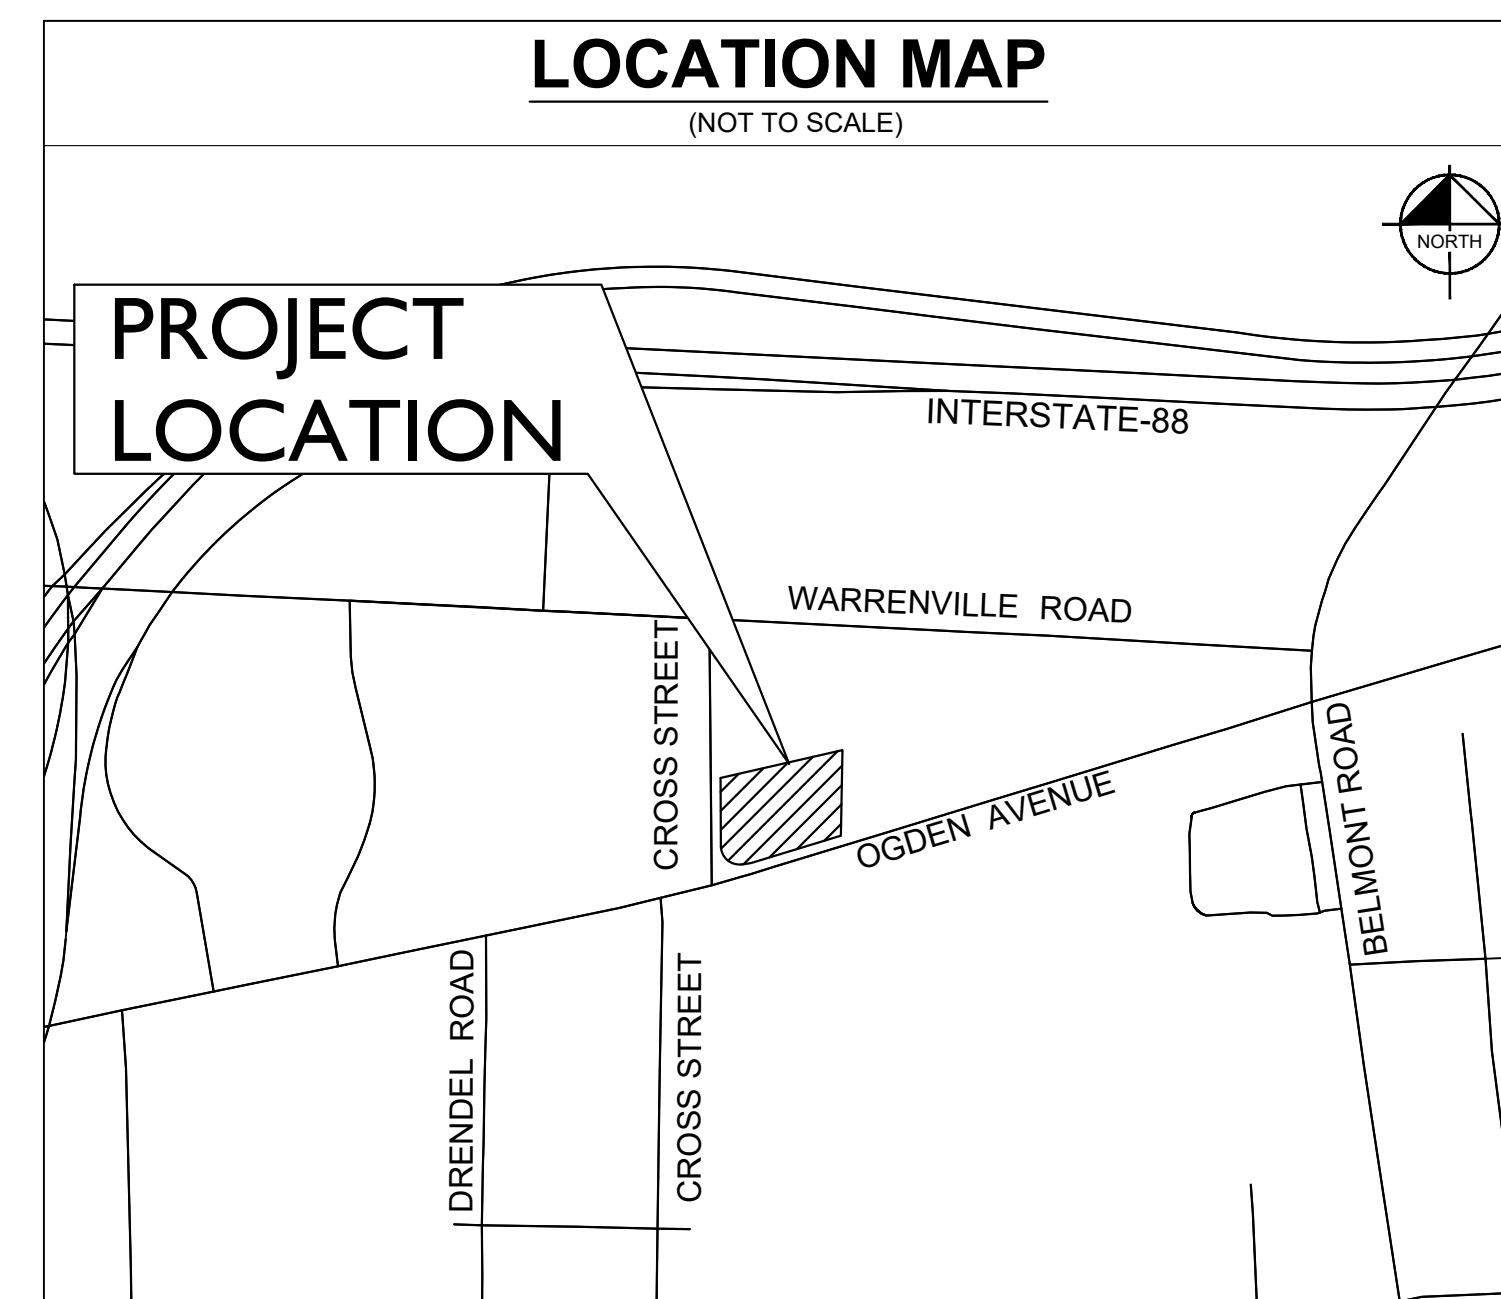 LOCATION MAP
(NOT TO SCALE)
NORTH
PROJECT
LOCATION
INTERSTATE-88
WARRENVILLE ROAD
CROSS STREET
OGDEN AVENUE
BELMONT ROAD
DRENDEL ROAD
CROSS STREET